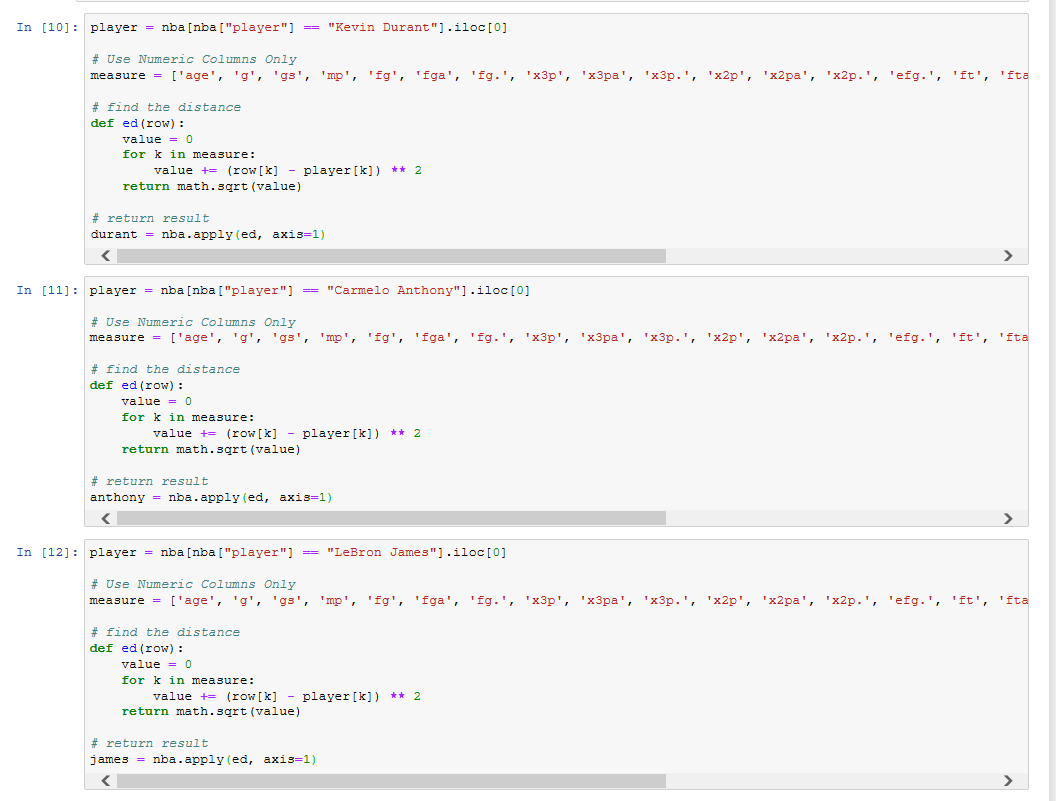 In [10]: player = nba[nba["player"] == "Kevin Durant"].iloc[0]
# Use Numeric Columns Only
measure = ['age', 'g', 'gs', 'mp', 'fg', 'fga', 'fg.', 'x3p', 'x3pa', 'x3p.', 'x2p', 'x2pa', 'x2p.', 'efg.', 'ft', 'fta
# find the distance
def ed(row):
    value = 0
    for k in measure:
        value += (row[k] - player[k]) ** 2
    return math.sqrt(value)
# return result
durant = nba.apply(ed, axis=1)
In [11]: player = nba[nba["player"] == "Carmelo Anthony"].iloc[0]
# Use Numeric Columns Only
measure = ['age', 'g', 'gs', 'mp', 'fg', 'fga', 'fg.', 'x3p', 'x3pa', 'x3p.', 'x2p', 'x2pa', 'x2p.', 'efg.', 'ft', 'fta
# find the distance
def ed(row):
    value = 0
    for k in measure:
        value += (row[k] - player[k]) ** 2
    return math.sqrt(value)
# return result
anthony = nba.apply(ed, axis=1)
In [12]: player = nba[nba["player"] == "LeBron James"].iloc[0]
# Use Numeric Columns Only
measure = ['age', 'g', 'gs', 'mp', 'fg', 'fga', 'fg.', 'x3p', 'x3pa', 'x3p.', 'x2p', 'x2pa', 'x2p.', 'efg.', 'ft', 'fta
# find the distance
def ed(row):
    value = 0
    for k in measure:
        value += (row[k] - player[k]) ** 2
    return math.sqrt(value)
# return result
james = nba.apply(ed, axis=1)